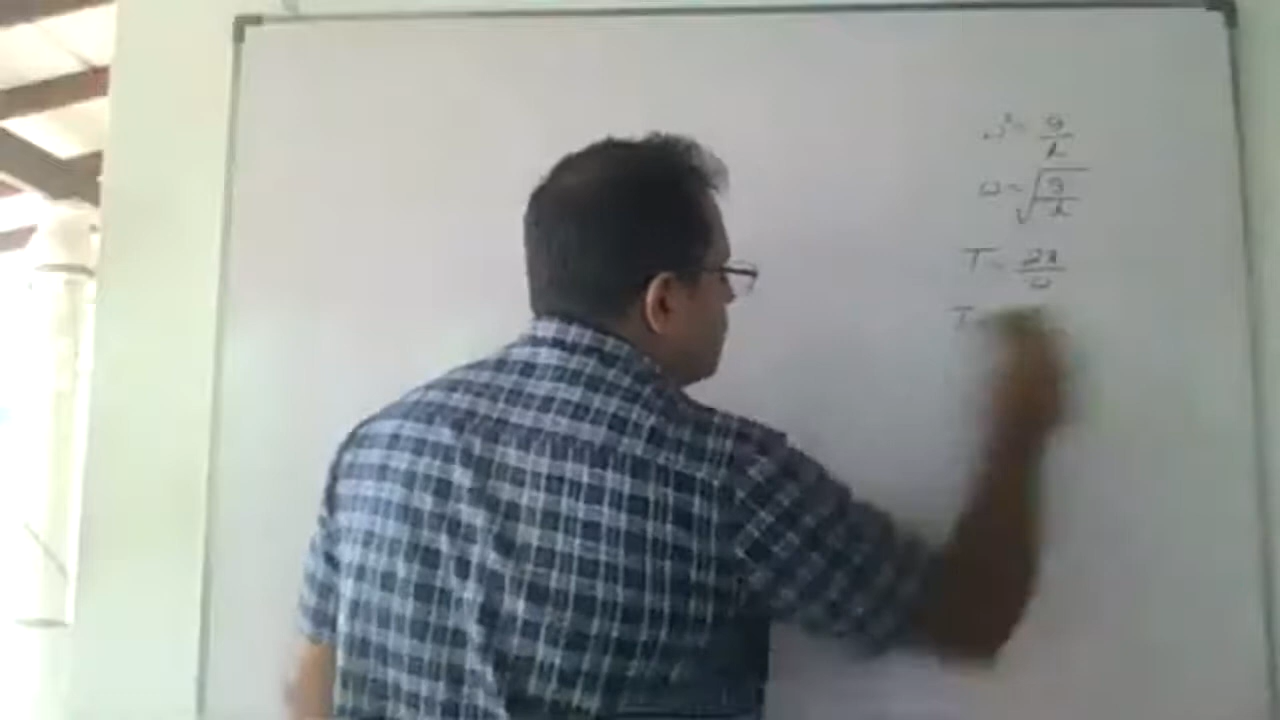 ω² = g/L
ω = √(g/L)
T = 2π/ω
T